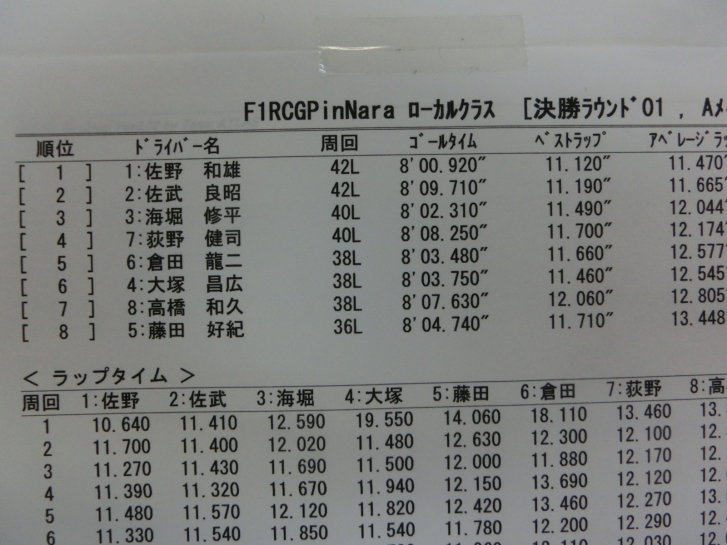 F1RCGPinNara ﾛｰｶﾙｸﾗｽ [決勝ﾗｳﾝﾄﾞ01 , Aﾒ
順位 ﾄﾞﾗｲﾊﾞｰ名 周回 ｺﾞｰﾙﾀｲﾑ ﾍﾞｽﾄﾗｯﾌﾟ ｱﾍﾞﾚｰｼﾞﾗ
[ 1 ] 1:佐野 和雄 42L 8'00.920" 11.120" 11.470"
[ 2 ] 2:佐武 良昭 42L 8'09.710" 11.190" 11.665"
[ 3 ] 3:海堀 修平 40L 8'02.310" 11.490" 12.044"
[ 4 ] 7:荻野 健司 40L 8'08.250" 11.700" 12.174"
[ 5 ] 6:倉田 龍二 38L 8'03.480" 11.660" 12.577"
[ 6 ] 4:大塚 昌広 38L 8'03.750" 11.460" 12.545"
[ 7 ] 8:高橋 和久 38L 8'07.630" 12.060" 12.805"
[ 8 ] 5:藤田 好紀 36L 8'04.740" 11.710" 13.448"
< ラップタイム >
周回 1:佐野 2:佐武 3:海堀 4:大塚 5:藤田 6:倉田 7:荻野 8:高
1 10.640 11.410 12.590 19.550 14.060 18.110 13.460 13.
2 11.700 11.400 12.020 11.480 12.630 12.300 12.100 12.
3 11.270 11.430 11.690 11.500 12.000 11.880 12.170 12.
4 11.390 11.320 11.670 11.940 12.150 13.690 12.120 12.
5 11.480 11.570 12.120 11.820 12.420 13.460 12.270 13.
6 11.330 11.540 11.850 11.540 11.780 12.200 12.290 12.